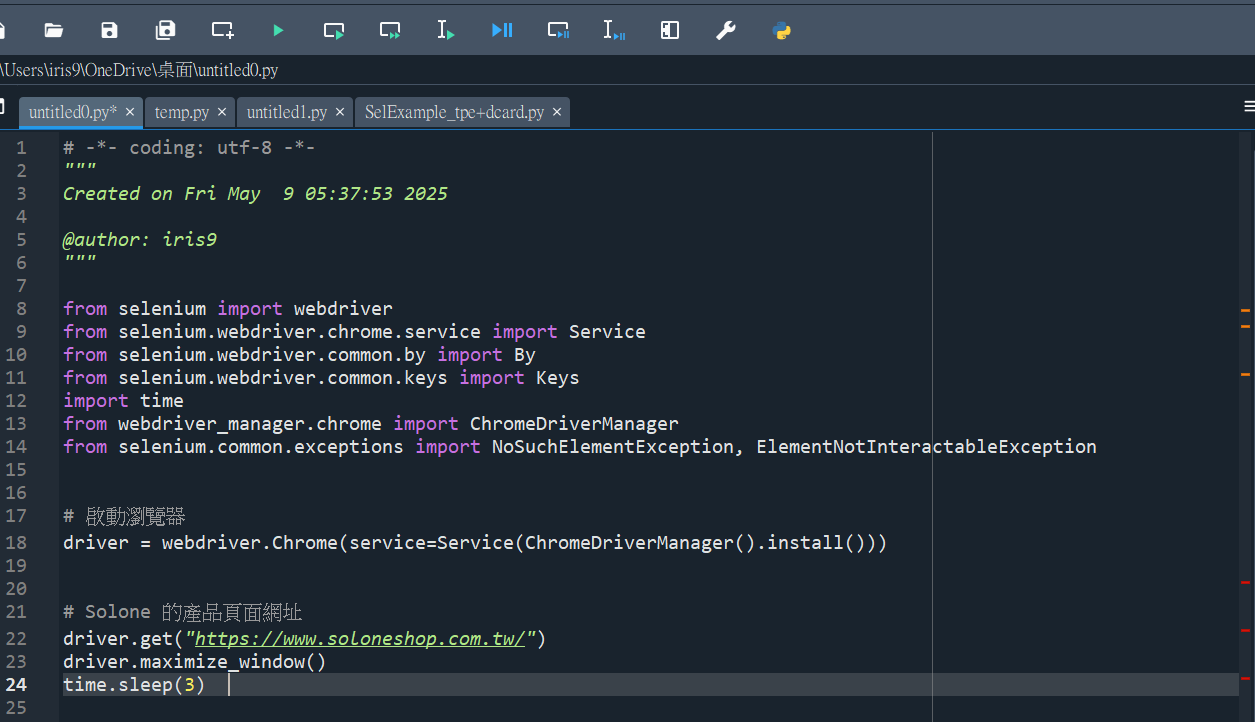 \Users\iris9\OneDrive\桌面\untitled0.py
untitled0.py* × temp.py × untitled1.py × SelExample_tpe+dcard.py ×
1 # -*- coding: utf-8 -*-
2 """
3 Created on Fri May  9 05:37:53 2025
4
5 @author: iris9
6 """
7
8 from selenium import webdriver
9 from selenium.webdriver.chrome.service import Service
10 from selenium.webdriver.common.by import By
11 from selenium.webdriver.common.keys import Keys
12 import time
13 from webdriver_manager.chrome import ChromeDriverManager
14 from selenium.common.exceptions import NoSuchElementException, ElementNotInteractableException
15
16
17 # 啟動瀏覽器
18 driver = webdriver.Chrome(service=Service(ChromeDriverManager().install()))
19
20
21 # Solone 的產品頁面網址
22 driver.get("https://www.soloneshop.com.tw/")
23 driver.maximize_window()
24 time.sleep(3)
25